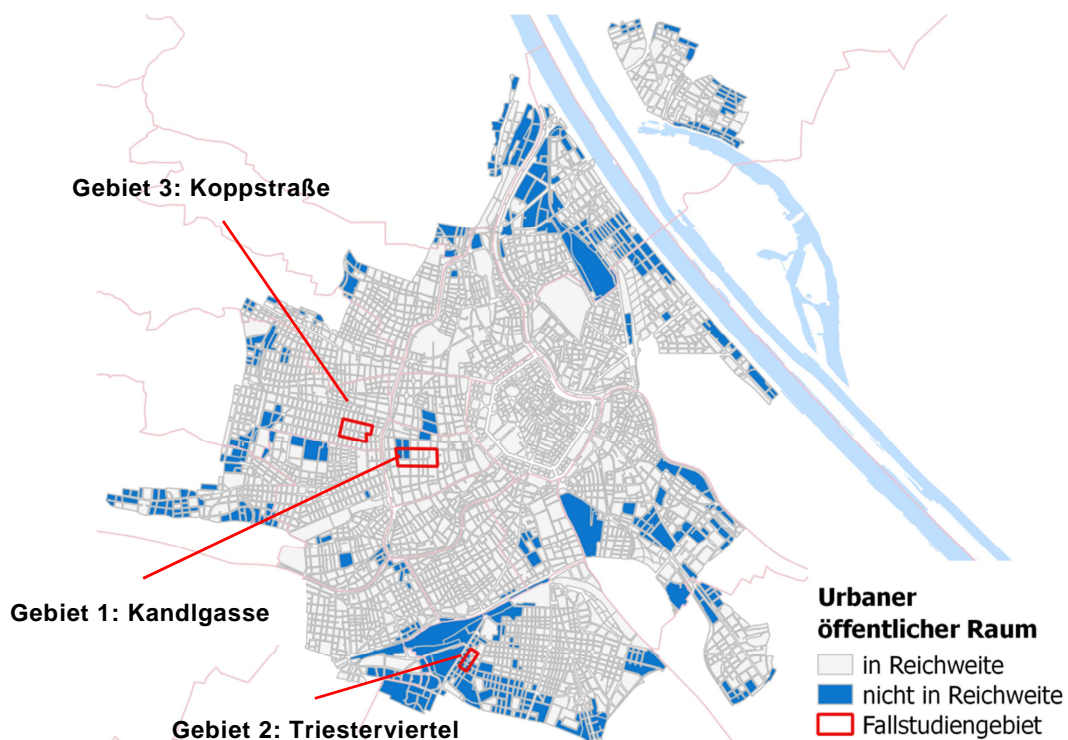 Gebiet 3: Koppstraße
Gebiet 1: Kandlgasse
Gebiet 2: Triesterviertel
Urbaner
öffentlicher Raum
in Reichweite
nicht in Reichweite
Fallstudiengebiet